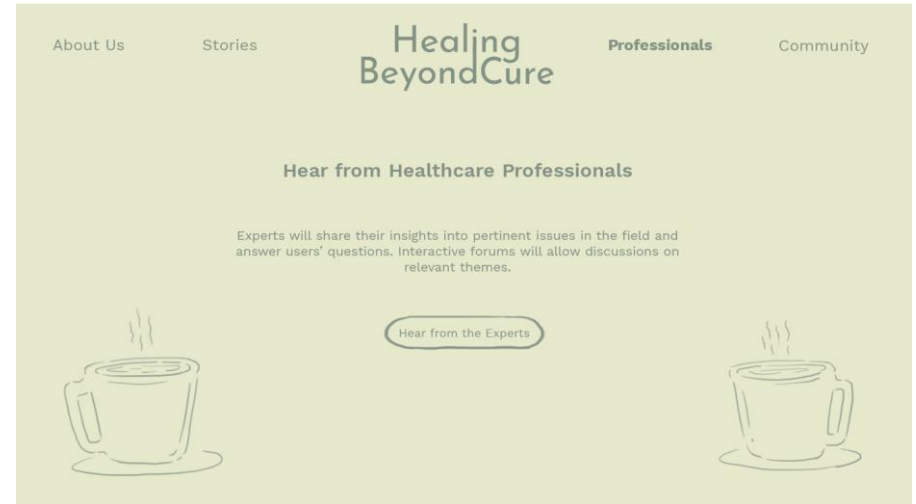 About Us
Stories
Healing
BeyondCure
Professionals
Community
Hear from Healthcare Professionals
Experts will share their insights into pertinent issues in the field and
answer users' questions. Interactive forums will allow discussions on
relevant themes.
Hear from the Experts